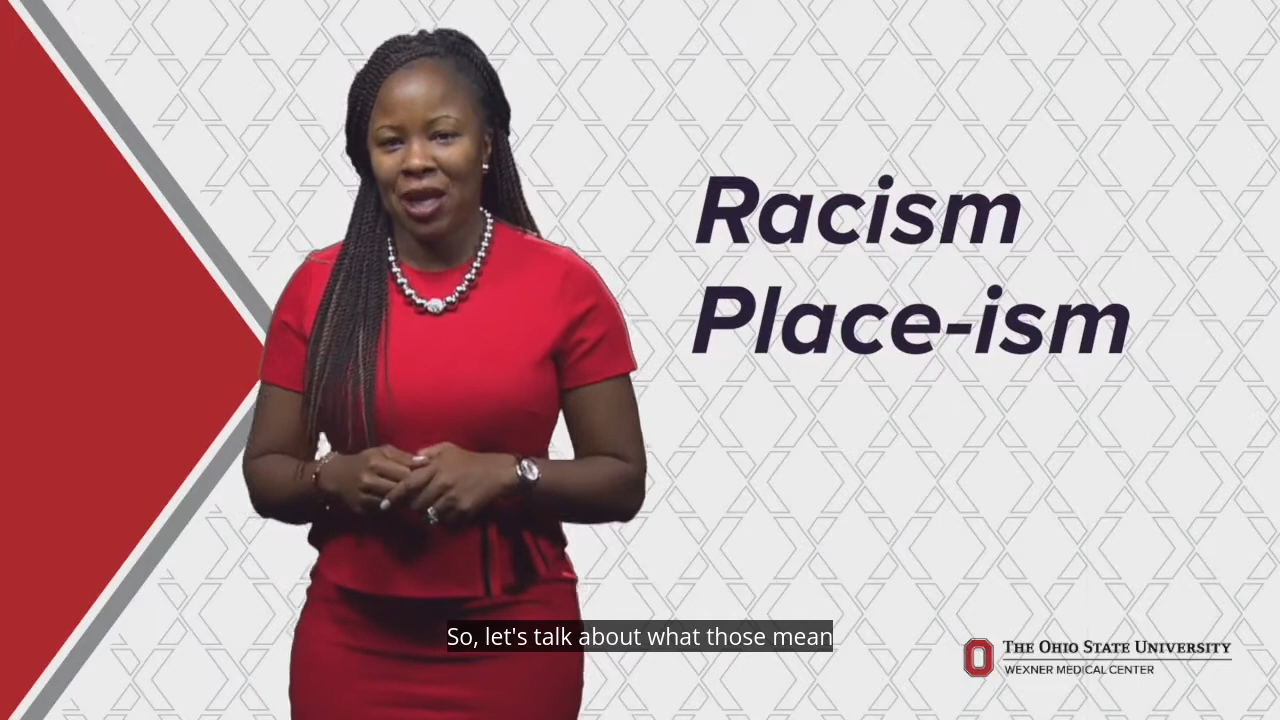 Racism
Place-ism
So, let's talk about what those mean
THE OHIO STATE UNIVERSITY
WEXNER MEDICAL CENTER